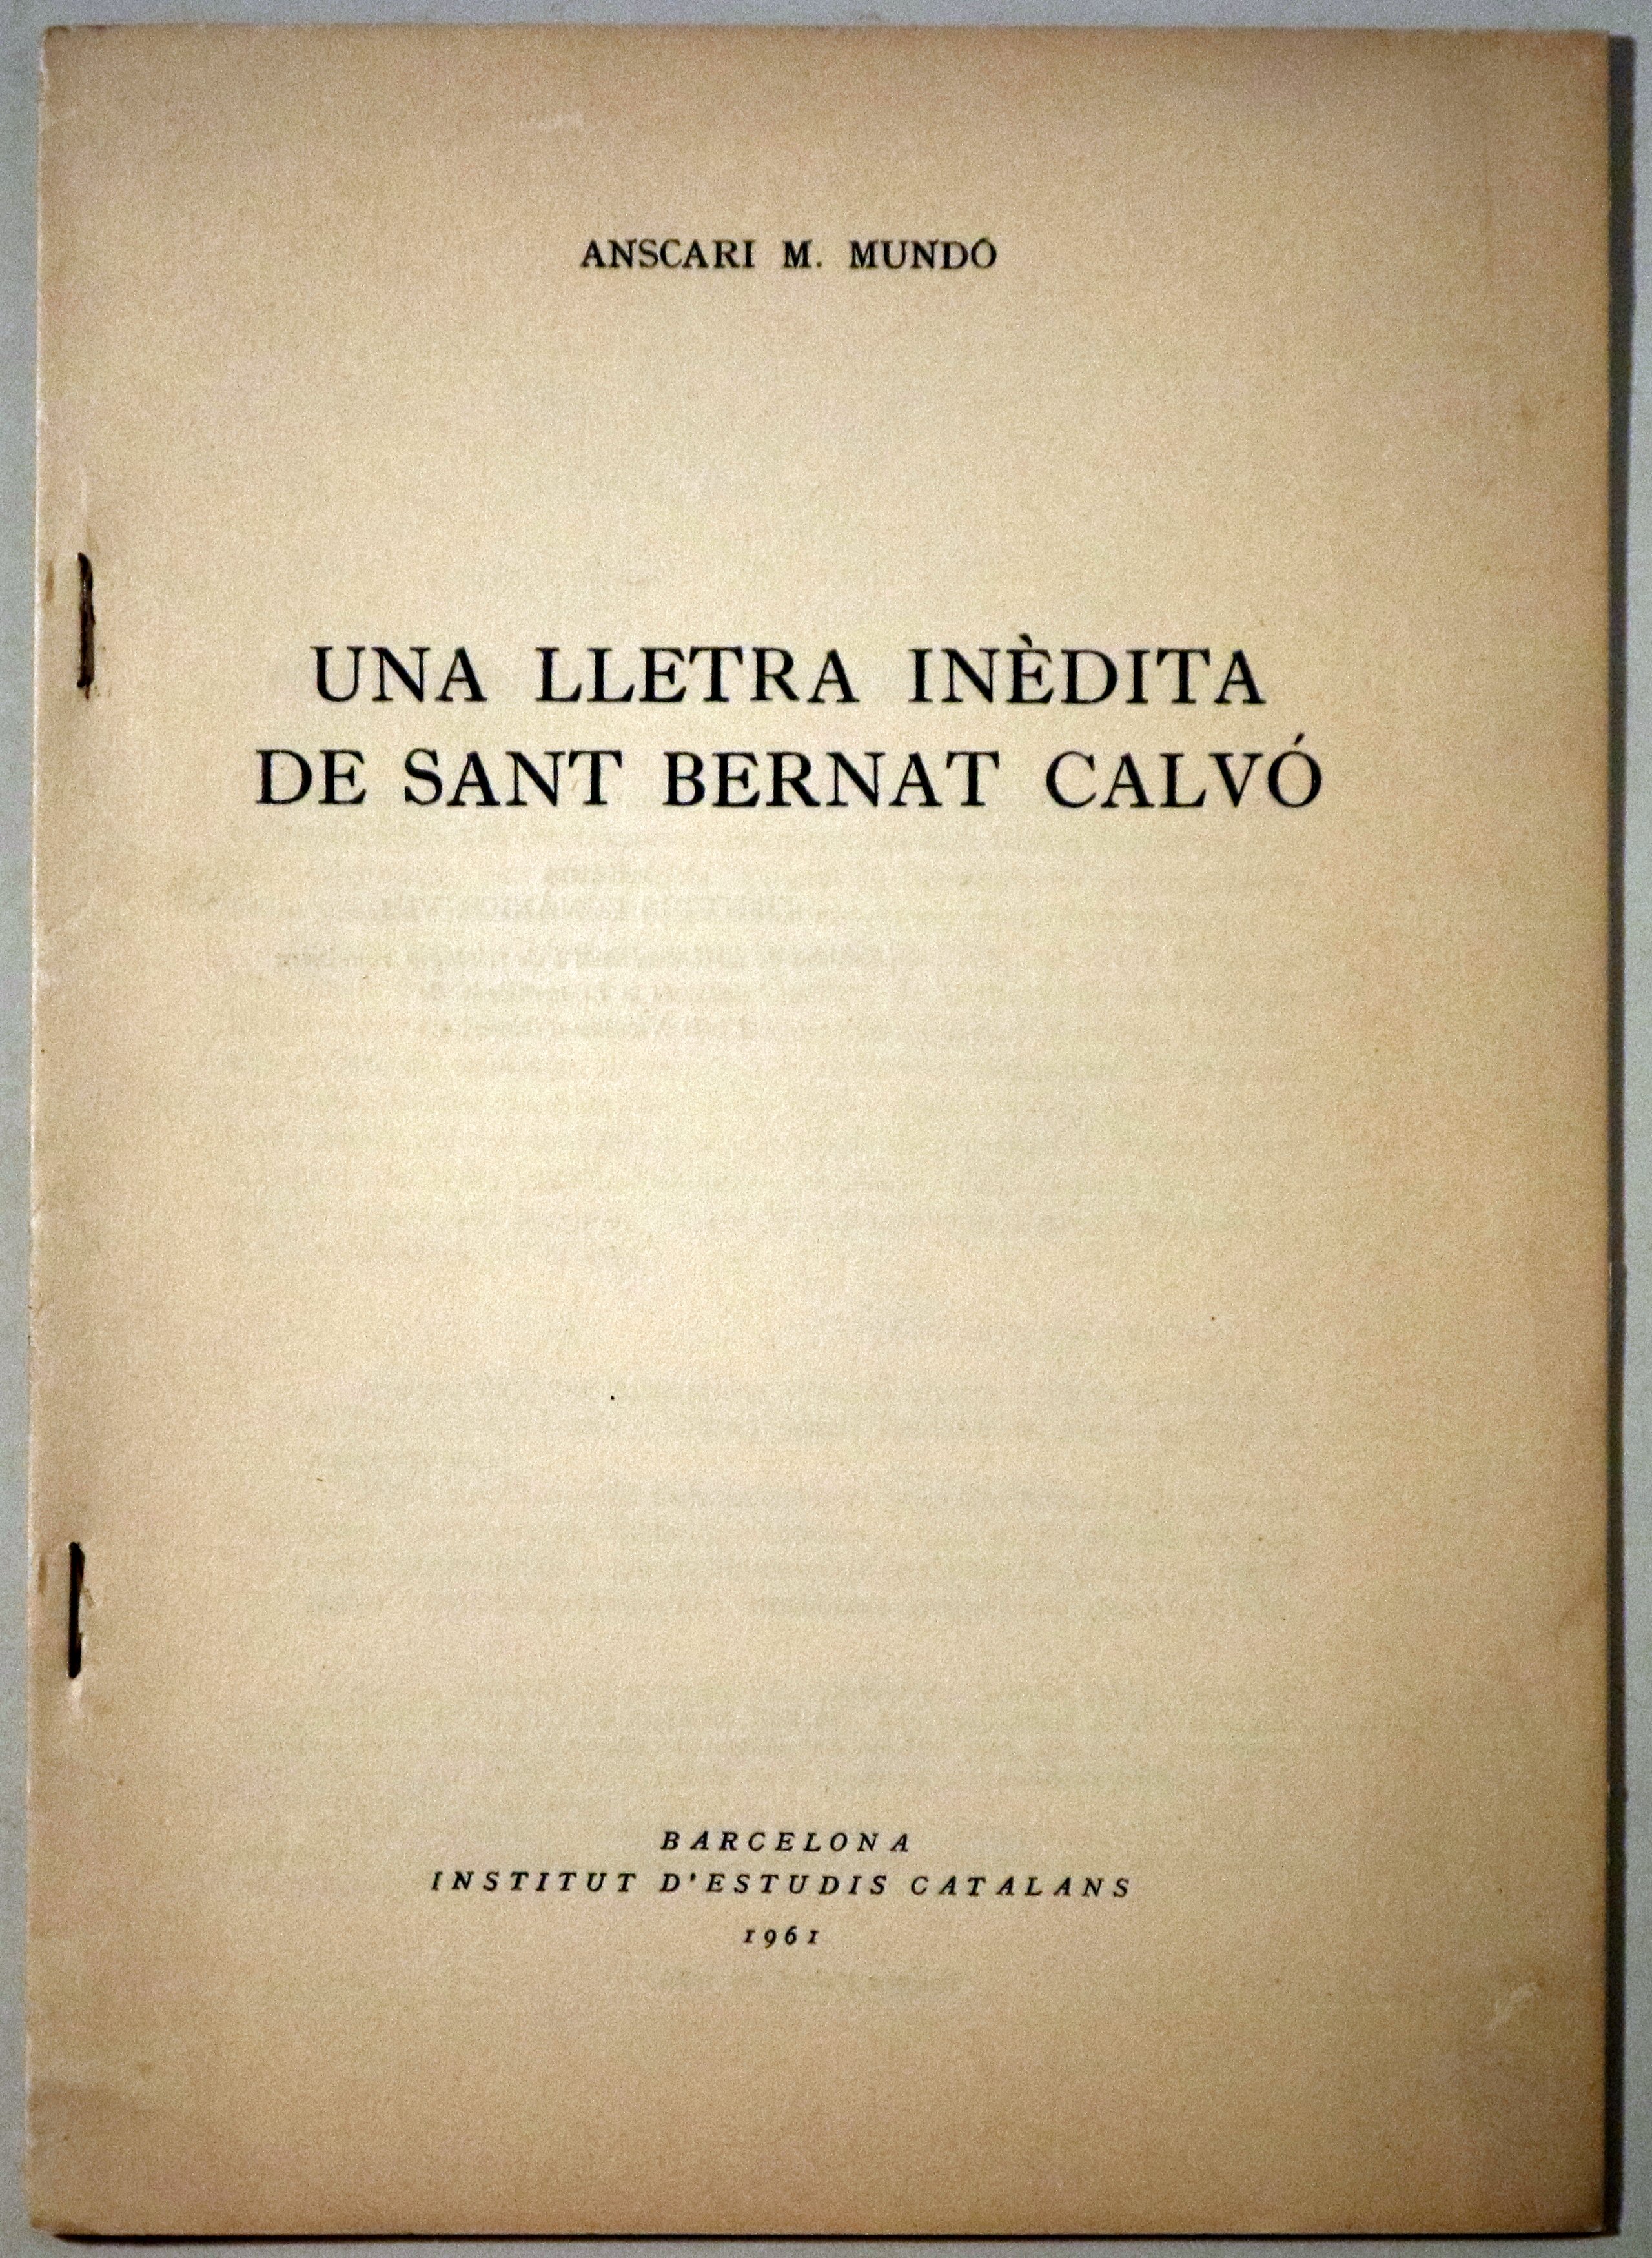 ANSCARI M. MUNDÓ
UNA LLETRA INÈDITA
DE SANT BERNAT CALVÓ
BARCELONA
INSTITUT D'ESTUDIS CATALANS
1961